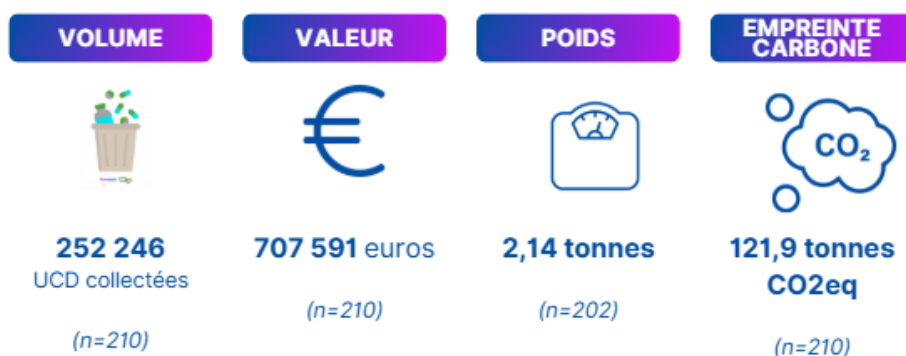 VOLUME
252 246
UCD collectées
(n=210)
VALEUR
707 591 euros
(n=210)
POIDS
2,14 tonnes
(n=202)
EMPREINTE
CARBONE
CO₂
121,9 tonnes
CO2eq
(n=210)